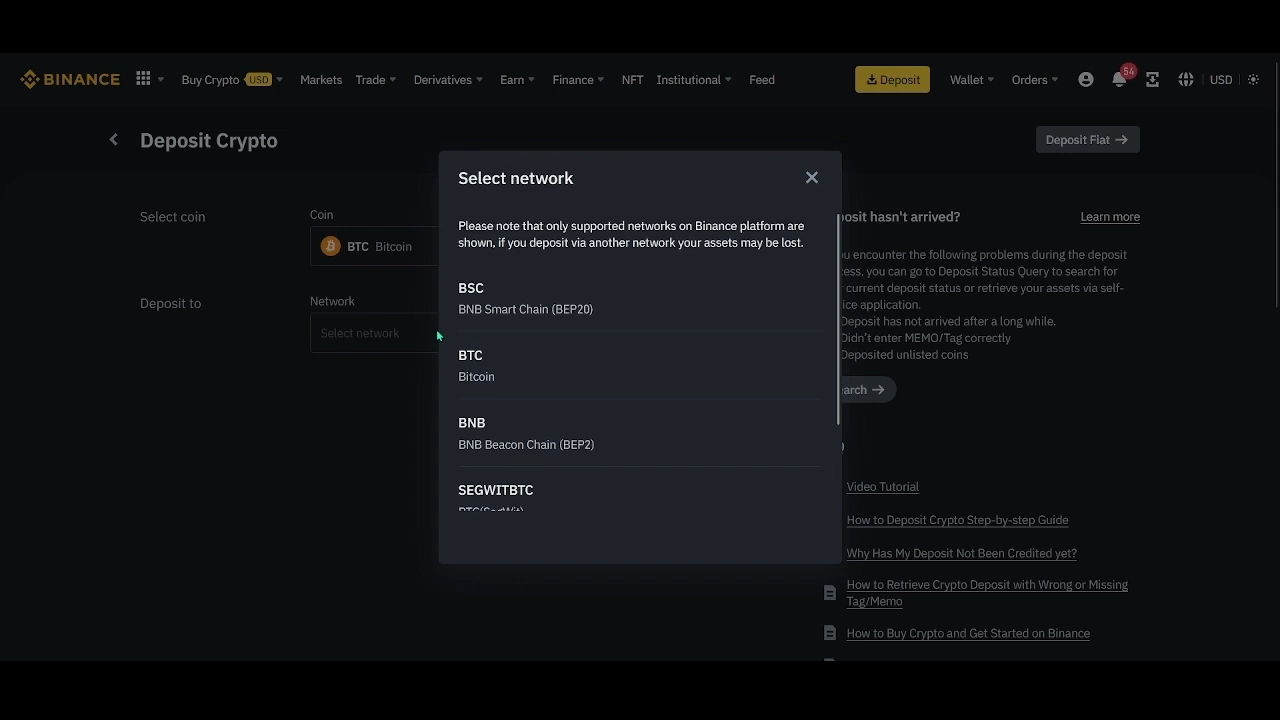 BINANCE
Buy Crypto USD
Markets
Trade
Derivatives
Earn
Finance
NFT
Institutional
Feed
Deposit
Wallet
Orders
54
USD
Deposit Crypto
Deposit Fiat →
Select coin
Coin
BTC Bitcoin
Deposit to
Network
Select network
Select network
Please note that only supported networks on Binance platform are
shown, if you deposit via another network your assets may be lost.
BSC
BNB Smart Chain (BEP20)
BTC
Bitcoin
BNB
BNB Beacon Chain (BEP2)
SEGWITBTC
BTC(SegWit)
hasn't arrived?
Learn more
encounter the following problems during the deposit
you can go to Deposit Status Query to search for
current deposit status or retrieve your assets via self-
application.
Deposit has not arrived after a long while.
Didn't enter MEMO/Tag correctly
Deposited unlisted coins
Video Tutorial
How to Deposit Crypto Step-by-step Guide
Why Has My Deposit Not Been Credited yet?
How to Retrieve Crypto Deposit with Wrong or Missing
Tag/Memo
How to Buy Crypto and Get Started on Binance